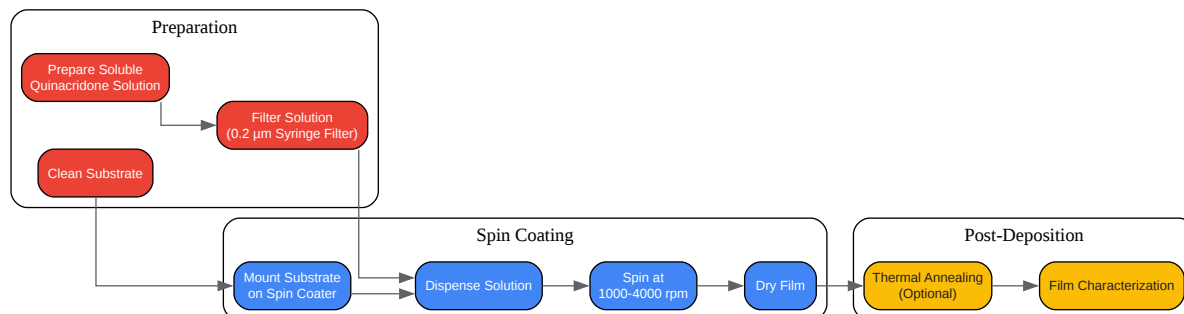 Preparation
Prepare Soluble
Quinacridone Solution
Filter Solution
(0.2 µm Syringe Filter)
Clean Substrate
Spin Coating
Mount Substrate
on Spin Coater
Dispense Solution
Spin at
1000-4000 rpm
Dry Film
Post-Deposition
Thermal Annealing
(Optional)
Film Characterization